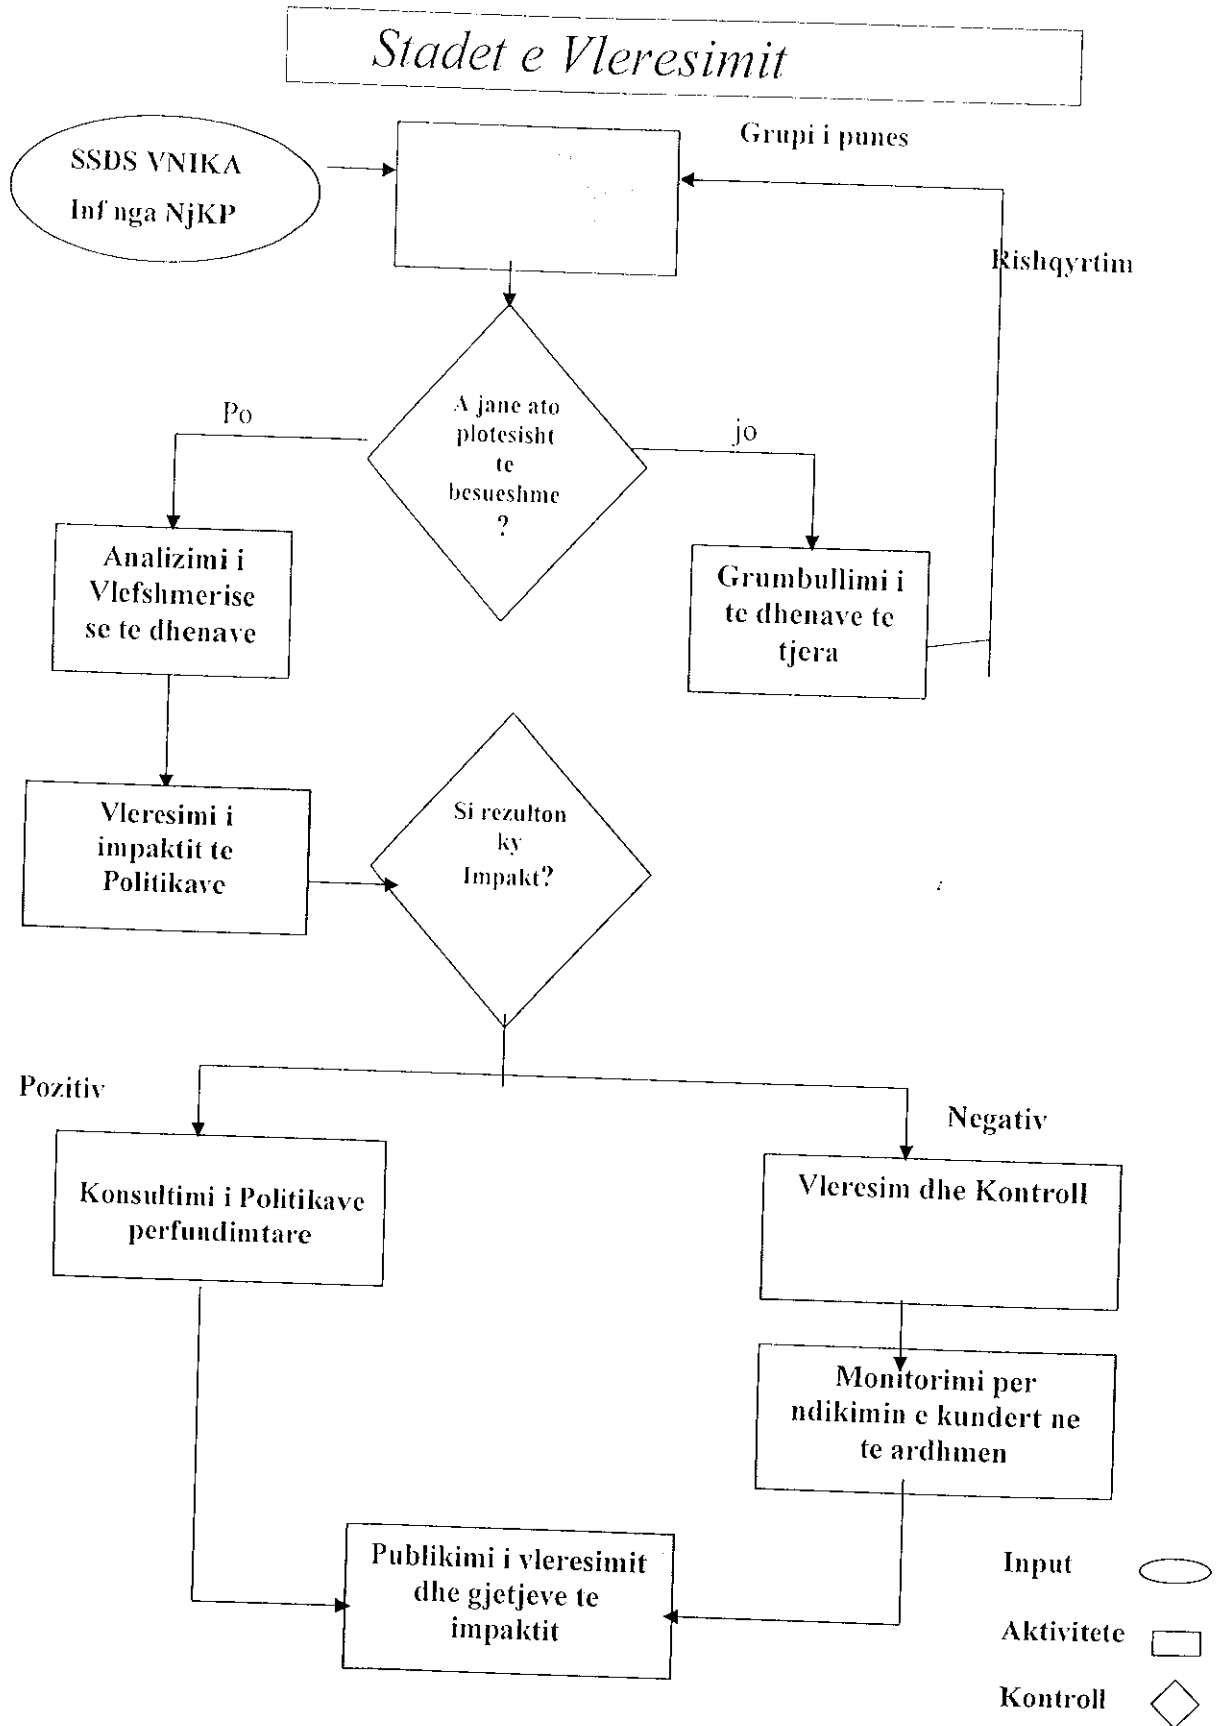 Stadet e Vleresimit
SSDS VNIKA
Inf nga NjKP
Grupi i punes
Rishqyrtim
A jane ato
plotesisht
te
besueshme
?
Po
jo
Analizimi i
Vlefshmerise
se te dhenave
Grumbullimi i
te dhenave te
tjera
Vleresimi i
impaktit te
Politikave
Si rezulton
ky
Impakt?
Pozitiv
Negativ
Konsultimi i Politikave
perfundimtare
Vleresim dhe Kontroll
Monitorimi per
ndikimin e kundert ne
te ardhmen
Publikimi i vleresimit
dhe gjetjeve te
impaktit
Input
Aktivitete
Kontroll